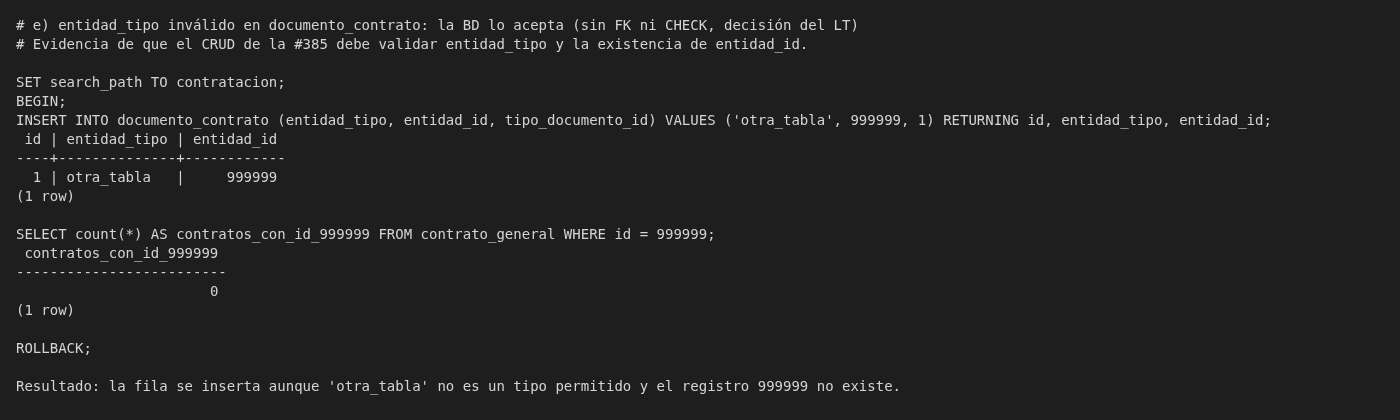 # e) entidad_tipo inválido en documento_contrato: la BD lo acepta (sin FK ni CHECK, decisión del LT)
# Evidencia de que el CRUD de la #385 debe validar entidad_tipo y la existencia de entidad_id.
SET search_path TO contratacion;
BEGIN;
INSERT INTO documento_contrato (entidad_tipo, entidad_id, tipo_documento_id) VALUES ('otra_tabla', 999999, 1) RETURNING id, entidad_tipo, entidad_id;
 id | entidad_tipo | entidad_id
----+--------------+------------
  1 | otra_tabla   |     999999
(1 row)
SELECT count(*) AS contratos_con_id_999999 FROM contrato_general WHERE id = 999999;
 contratos_con_id_999999
-------------------------
                       0
(1 row)
ROLLBACK;
Resultado: la fila se inserta aunque 'otra_tabla' no es un tipo permitido y el registro 999999 no existe.